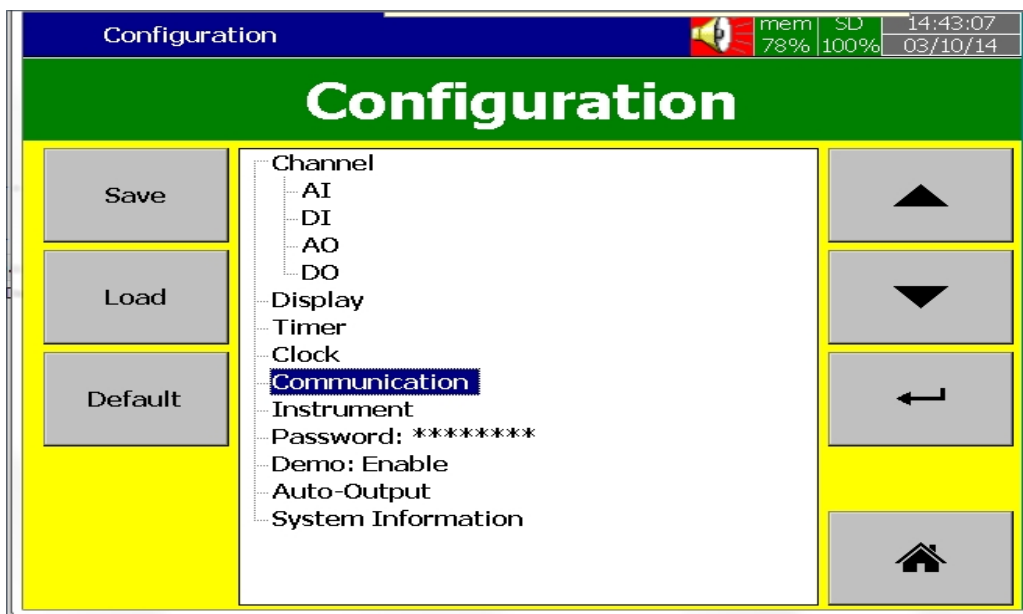 Configuration
mem
78%
SD
100%
14:43:07
03/10/14
Configuration
Save
Load
Default
Channel
AI
DI
AO
DO
Display
Timer
Clock
Communication
Instrument
Password: ********
Demo: Enable
Auto-Output
System Information